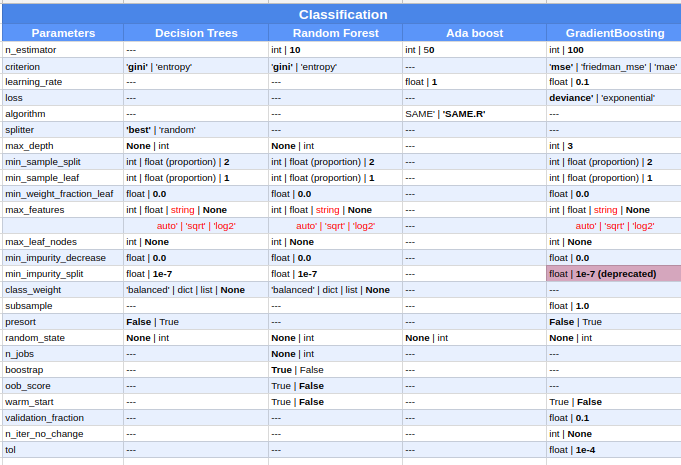 Classification
Parameters Decision Trees Random Forest Ada boost GradientBoosting
n_estimator --- int | 10 int | 50 int | 100
criterion 'gini' | 'entropy' 'gini' | 'entropy' --- 'mse' | 'friedman_mse' | 'mae'
learning_rate --- --- float | 1 float | 0.1
loss --- --- --- deviance' | 'exponential'
algorithm --- --- SAME' | 'SAME.R' ---
splitter 'best' | 'random' --- --- ---
max_depth None | int None | int --- int | 3
min_sample_split int | float (proportion) | 2 int | float (proportion) | 2 --- int | float (proportion) | 2
min_sample_leaf int | float (proportion) | 1 int | float (proportion) | 1 --- int | float (proportion) | 1
min_weight_fraction_leaf float | 0.0 float | 0.0 --- float | 0.0
max_features int | float | string | None int | float | string | None --- int | float | string | None
auto' | 'sqrt' | 'log2' auto' | 'sqrt' | 'log2' --- auto' | 'sqrt' | 'log2'
max_leaf_nodes int | None int | None --- int | None
min_impurity_decrease float | 0.0 float | 0.0 --- float | 0.0
min_impurity_split float | 1e-7 float | 1e-7 --- float | 1e-7 (deprecated)
class_weight 'balanced' | dict | list | None 'balanced' | dict | list | None --- ---
subsample --- --- --- float | 1.0
presort False | True --- --- False | True
random_state None | int None | int None | int None | int
n_jobs --- None | int --- ---
boostrap --- True | False --- ---
oob_score --- True | False --- ---
warm_start --- True | False --- True | False
validation_fraction --- --- --- float | 0.1
n_iter_no_change --- --- --- int | None
tol --- --- --- float | 1e-4